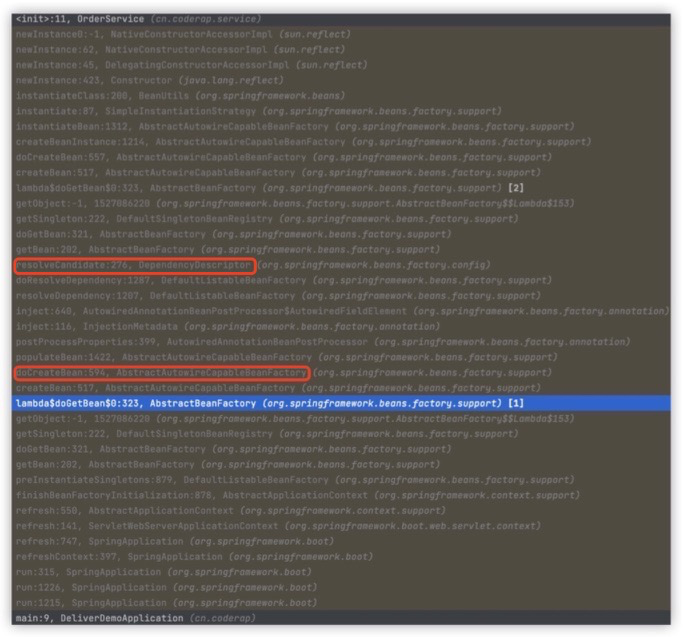 <init>:11, OrderService (cn.coderap.service)
newInstance0:-1, NativeConstructorAccessorImpl (sun.reflect)
newInstance:62, NativeConstructorAccessorImpl (sun.reflect)
newInstance:45, DelegatingConstructorAccessorImpl (sun.reflect)
newInstance:423, Constructor (java.lang.reflect)
instantiateClass:200, BeanUtils (org.springframework.beans)
instantiate:87, SimpleInstantiationStrategy (org.springframework.beans.factory.support)
instantiateBean:1312, AbstractAutowireCapableBeanFactory (org.springframework.beans.factory.support)
createBeanInstance:1214, AbstractAutowireCapableBeanFactory (org.springframework.beans.factory.support)
doCreateBean:557, AbstractAutowireCapableBeanFactory (org.springframework.beans.factory.support)
createBean:517, AbstractAutowireCapableBeanFactory (org.springframework.beans.factory.support)
lambda$doGetBean$0:323, AbstractBeanFactory (org.springframework.beans.factory.support) [2]
getObject:-1, 1527086220 (org.springframework.beans.factory.support.AbstractBeanFactory$$Lambda$153)
getSingleton:222, DefaultSingletonBeanRegistry (org.springframework.beans.factory.support)
doGetBean:321, AbstractBeanFactory (org.springframework.beans.factory.support)
getBean:202, AbstractBeanFactory (org.springframework.beans.factory.support)
resolveCandidate:276, DependencyDescriptor (org.springframework.beans.factory.config)
doResolveDependency:1287, DefaultListableBeanFactory (org.springframework.beans.factory.support)
resolveDependency:1207, DefaultListableBeanFactory (org.springframework.beans.factory.support)
inject:640, AutowiredAnnotationBeanPostProcessor$AutowiredFieldElement (org.springframework.beans.factory.annotation)
inject:116, InjectionMetadata (org.springframework.beans.factory.annotation)
postProcessProperties:399, AutowiredAnnotationBeanPostProcessor (org.springframework.beans.factory.annotation)
populateBean:1422, AbstractAutowireCapableBeanFactory (org.springframework.beans.factory.support)
doCreateBean:594, AbstractAutowireCapableBeanFactory (org.springframework.beans.factory.support)
createBean:517, AbstractAutowireCapableBeanFactory (org.springframework.beans.factory.support)
lambda$doGetBean$0:323, AbstractBeanFactory (org.springframework.beans.factory.support) [1]
getObject:-1, 1527086220 (org.springframework.beans.factory.support.AbstractBeanFactory$$Lambda$153)
getSingleton:222, DefaultSingletonBeanRegistry (org.springframework.beans.factory.support)
doGetBean:321, AbstractBeanFactory (org.springframework.beans.factory.support)
getBean:202, AbstractBeanFactory (org.springframework.beans.factory.support)
preInstantiateSingletons:879, DefaultListableBeanFactory (org.springframework.beans.factory.support)
finishBeanFactoryInitialization:878, AbstractApplicationContext (org.springframework.context.support)
refresh:550, AbstractApplicationContext (org.springframework.context.support)
refresh:141, ServletWebServerApplicationContext (org.springframework.boot.web.servlet.context)
refresh:747, SpringApplication (org.springframework.boot)
refreshContext:397, SpringApplication (org.springframework.boot)
run:315, SpringApplication (org.springframework.boot)
run:1226, SpringApplication (org.springframework.boot)
run:1215, SpringApplication (org.springframework.boot)
main:9, DeliverDemoApplication (cn.coderap)